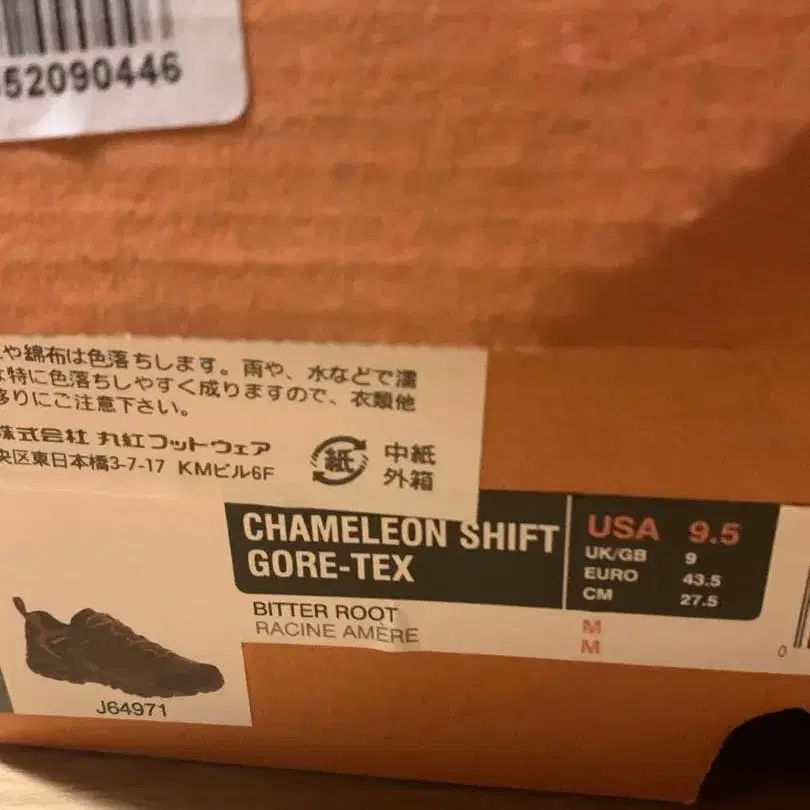 52090446
や綿布は色落ちします。雨や、水などで濡
特に色落ちしやすく成りますので、衣類他
移りにご注意下さい。
株式会社 丸紅フットウェア
央区東日本橋3-7-17 KMビル6F
紙
中紙
外箱
CHAMELEON SHIFT
GORE-TEX
USA 9.5
UK/GB 9
EURO 43.5
CM 27.5
BITTER ROOT
RACINE AMÈRE
M
M
0
J64971